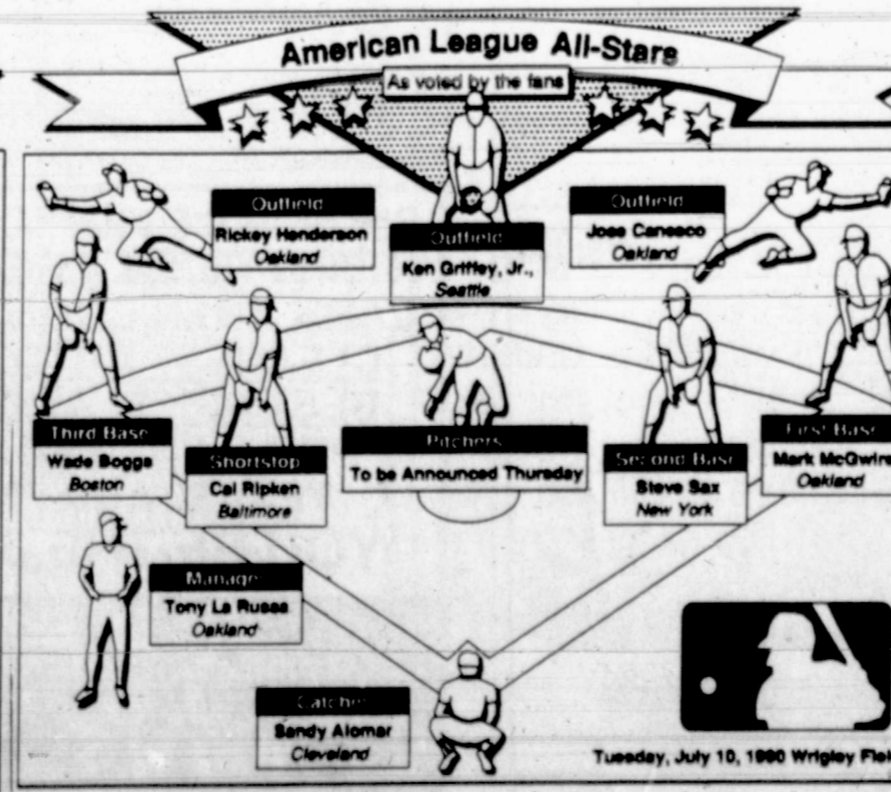 American League All-Stars
As voted by the fans
Outfield
Rickey Henderson
Oakland
Outfield
Ken Griffey, Jr.,
Seattle
Outfield
Jose Canseco
Oakland
Third Base
Wade Boggs
Boston
Shortstop
Cal Ripken
Baltimore
Pitchers
To be Announced Thursday
Second Base
Steve Sax
New York
First Base
Mark McGwire
Oakland
Manager
Tony La Russa
Oakland
Catcher
Sandy Alomar
Cleveland
Tuesday, July 10, 1990 Wrigley Fiel